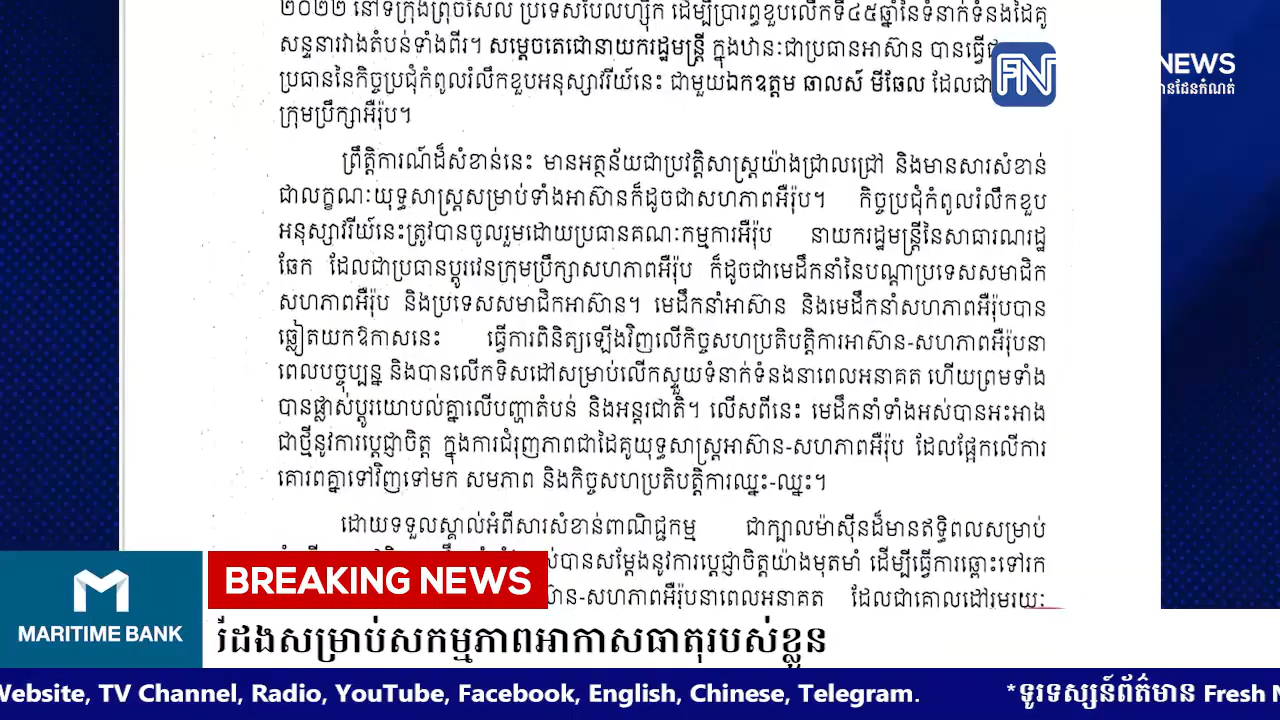 ២០២២ នៅទីក្រុងព្រុចសែល ប្រទេសបែលហ្ស៊ិក ដើម្បីប្រារព្ធខួបលើកទី៤៥ឆ្នាំនៃទំនាក់ទំនងដៃគូ
សន្ទនារវាងតំបន់ទាំងពីរ។ សម្តេចតេជោនាយករដ្ឋមន្ត្រី ក្នុងឋានៈជាប្រធានអាស៊ាន បានធ្វើ
ប្រធាននៃកិច្ចប្រជុំកំពូលរំលឹកខួបអនុស្សាវរីយ៍នេះ ជាមួយឯកឧត្តម ឆាលស៍ មីឆែល ដែលជា
ក្រុមប្រឹក្សាអឺរ៉ុប។
FN
NEWS
ានដែនកំណត់
ព្រឹត្តិការណ៍ដ៏សំខាន់នេះ មានអត្ថន័យជាប្រវត្តិសាស្ត្រយ៉ាងជ្រាលជ្រៅ និងមានសារសំខាន់
ជាលក្ខណៈយុទ្ធសាស្ត្រសម្រាប់ទាំងអាស៊ានក៏ដូចជាសហភាពអឺរ៉ុប។ កិច្ចប្រជុំកំពូលរំលឹកខួប
អនុស្សាវរីយ៍នេះត្រូវបានចូលរួមដោយប្រធានគណៈកម្មការអឺរ៉ុប នាយករដ្ឋមន្ត្រីនៃសាធារណរដ្ឋ
ឆែក ដែលជាប្រធានប្តូរវេនក្រុមប្រឹក្សាសហភាពអឺរ៉ុប ក៏ដូចជាមេដឹកនាំនៃបណ្តាប្រទេសសមាជិក
សហភាពអឺរ៉ុប និងប្រទេសសមាជិកអាស៊ាន។ មេដឹកនាំអាស៊ាន និងមេដឹកនាំសហភាពអឺរ៉ុបបាន
ឆ្លៀតយកឱកាសនេះ ធ្វើការពិនិត្យឡើងវិញលើកិច្ចសហប្រតិបត្តិការអាស៊ាន-សហភាពអឺរ៉ុបនា
ពេលបច្ចុប្បន្ន និងបានលើកទិសដៅសម្រាប់លើកស្ទួយទំនាក់ទំនងនាពេលអនាគត ហើយព្រមទាំង
បានផ្លាស់ប្តូរយោបល់គ្នាលើបញ្ហាតំបន់ និងអន្តរជាតិ។ លើសពីនេះ មេដឹកនាំទាំងអស់បានអះអាង
ជាថ្មីនូវការប្តេជ្ញាចិត្ត ក្នុងការជំរុញភាពជាដៃគូយុទ្ធសាស្ត្រអាស៊ាន-សហភាពអឺរ៉ុប ដែលផ្អែកលើការ
គោរពគ្នាទៅវិញទៅមក សមភាព និងកិច្ចសហប្រតិបត្តិការឈ្នះ-ឈ្នះ។
ដោយទទួលស្គាល់អំពីសារសំខាន់ពាណិជ្ជកម្ម ជាក្បាលម៉ាស៊ីនដ៏មានឥទ្ធិពលសម្រាប់
បានសម្តែងនូវការប្តេជ្ញាចិត្តយ៉ាងមុតមាំ ដើម្បីធ្វើការឆ្ពោះទៅរក
ន-សហភាពអឺរ៉ុបនាពេលអនាគត ដែលជាគោលដៅរួមរយៈ
MARITIME BANK
BREAKING NEWS
រ៉ែដងសម្រាប់សកម្មភាពអាកាសធាតុរបស់ខ្លួន
Website, TV Channel, Radio, YouTube, Facebook, English, Chinese, Telegram. *ទូរទស្សន៍ព័ត៌មាន Fresh N